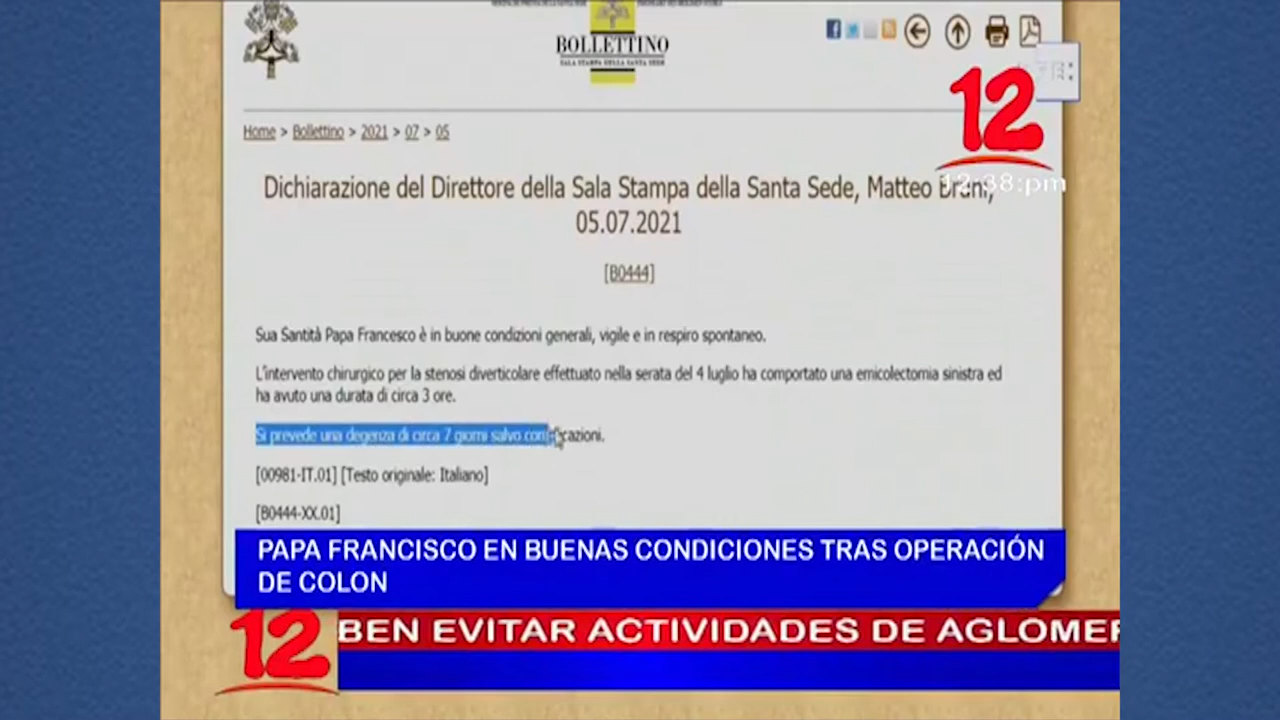 BOLLETTINO
SALA STAMPA DELLA SANTA SEDE
12
12:38:pm
Home > Bollettino > 2021 > 07 > 05
Dichiarazione del Direttore della Sala Stampa della Santa Sede, Matteo Bruni,
05.07.2021
[B0444]
Sua Santità Papa Francesco è in buone condizioni generali, vigile e in respiro spontaneo.
L'intervento chirurgico per la stenosi diverticolare effettuato nella serata del 4 luglio ha comportato una emicolectomia sinistra ed
ha avuto una durata di circa 3 ore.
Si prevede una degenza di circa 7 giorni salvo cazioni.
[00981-IT.01] [Testo originale: Italiano]
[B0444-XX.01]
PAPA FRANCISCO EN BUENAS CONDICIONES TRAS OPERACIÓN
DE COLON
12 BEN EVITAR ACTIVIDADES DE AGLOMER